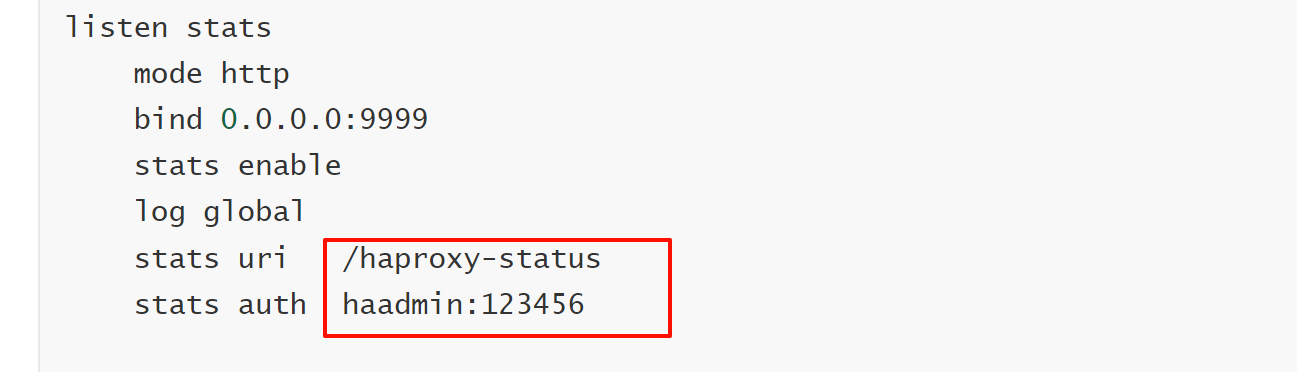 listen stats
    mode http
    bind 0.0.0.0:9999
    stats enable
    log global
    stats uri  /haproxy-status
    stats auth  haadmin:123456